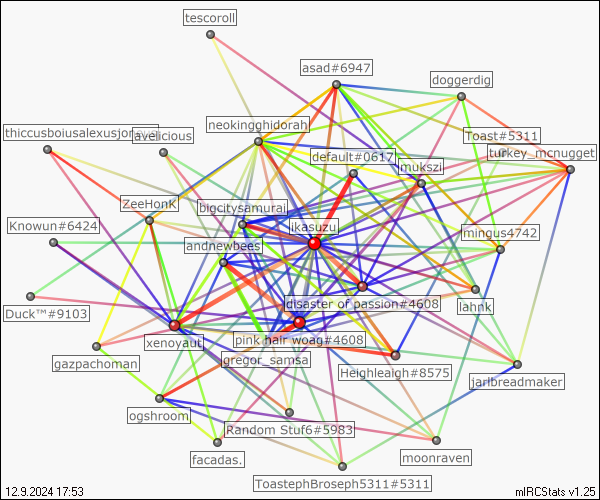 tescoroll
asad#6947
doggerdig
neokingghidorah
Toast#5311
thiccusboiusalexusjor
avelicious
default#0617
mukszi
turkey_mcnugget
ZeeHonK
bigcitysamurai
Knowun#6424
ikasuzu
mingus4742
andnewbees
disaster of passion#4608
lahnk
Duck™#9103
xenoyaut
pink hair woag#4608
gregor_samsa
gazpachoman
Heighleaigh#8575
jarlbreadmaker
ogshroom
Random Stuf6#5983
facadas.
moonraven
ToastephBroseph5311#5311
12.9.2024 17:53
mIRCStats v1.25